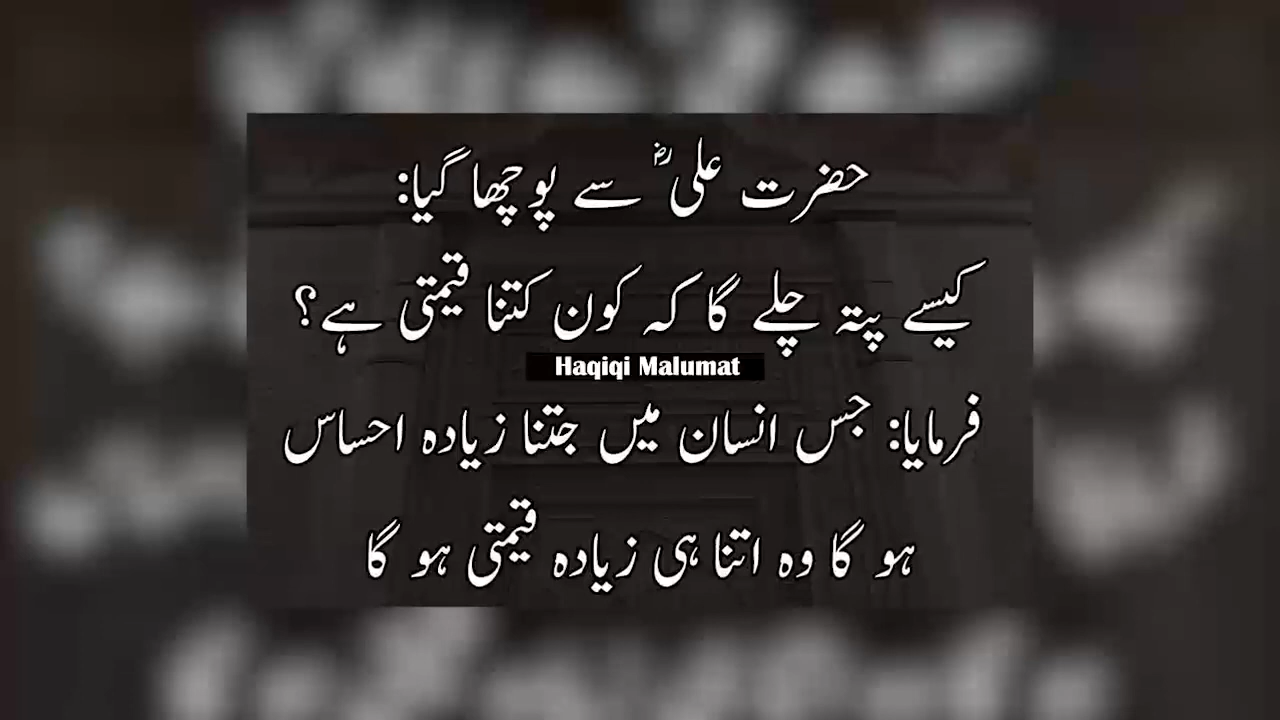 حضرت علیؓ سے پوچھا گیا:
کیسے پتہ چلے گا کہ کون کتنا قیمتی ہے؟
Haqiqi Malumat
فرمایا: جس انسان میں جتنا زیادہ احساس
ہو گا وہ اتنا ہی زیادہ قیمتی ہو گا